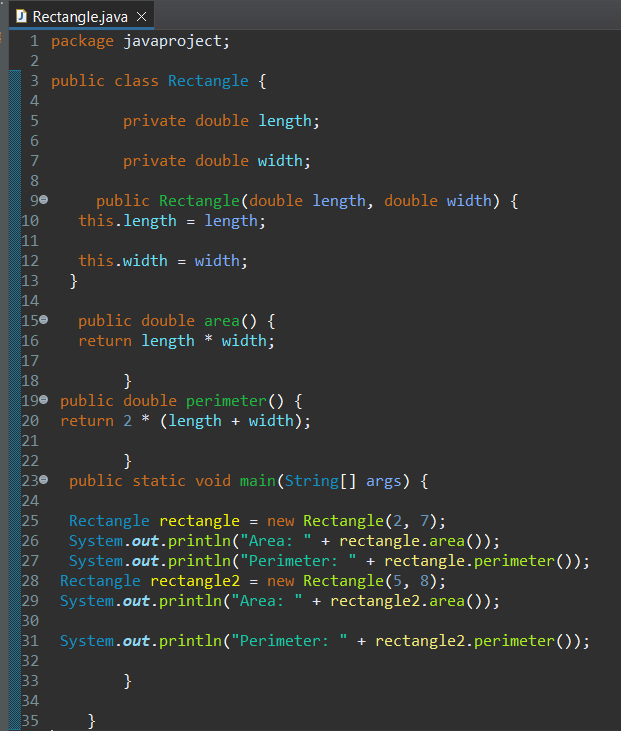 Rectangle.java
1 package javaproject;
2
3 public class Rectangle {
4
5 private double length;
6
7 private double width;
8
9 public Rectangle(double length, double width) {
10 this.length = length;
11
12 this.width = width;
13 }
14
15 public double area() {
16 return length * width;
17
18 }
19 public double perimeter() {
20 return 2 * (length + width);
21
22 }
23 public static void main(String[] args) {
24
25 Rectangle rectangle = new Rectangle(2, 7);
26 System.out.println("Area: " + rectangle.area());
27 System.out.println("Perimeter: " + rectangle.perimeter());
28 Rectangle rectangle2 = new Rectangle(5, 8);
29 System.out.println("Area: " + rectangle2.area());
30
31 System.out.println("Perimeter: " + rectangle2.perimeter());
32
33 }
34
35 }